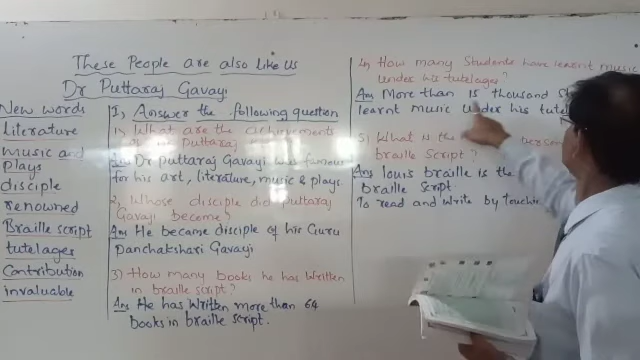 These People are also Like Us
Dr Puttaraj Gavayi
New words
Literature
music and
plays
disciple
renowned
Braille script
tutelages
Contribution
invaluable
I, Answer the following question
1, What are the achievements
of Dr Puttaraj
Ans Dr puttaraj Gavayi was famous
for his art, literature, music & plays.
2, Whose disciple did puttaraj
Gavayi become?
Ans He became disciple of his Guru
Panchakshari Gavayi
3) How many books he has written
in braille script?
Ans He has written more than 64
books in braille script.
4, How many Students have learnt music
under his tutelages?
Ans More than 15 thousand
learnt music under his
5, What is the
braille Script?
Ans louis braille is the
Braille script.
To read and write by